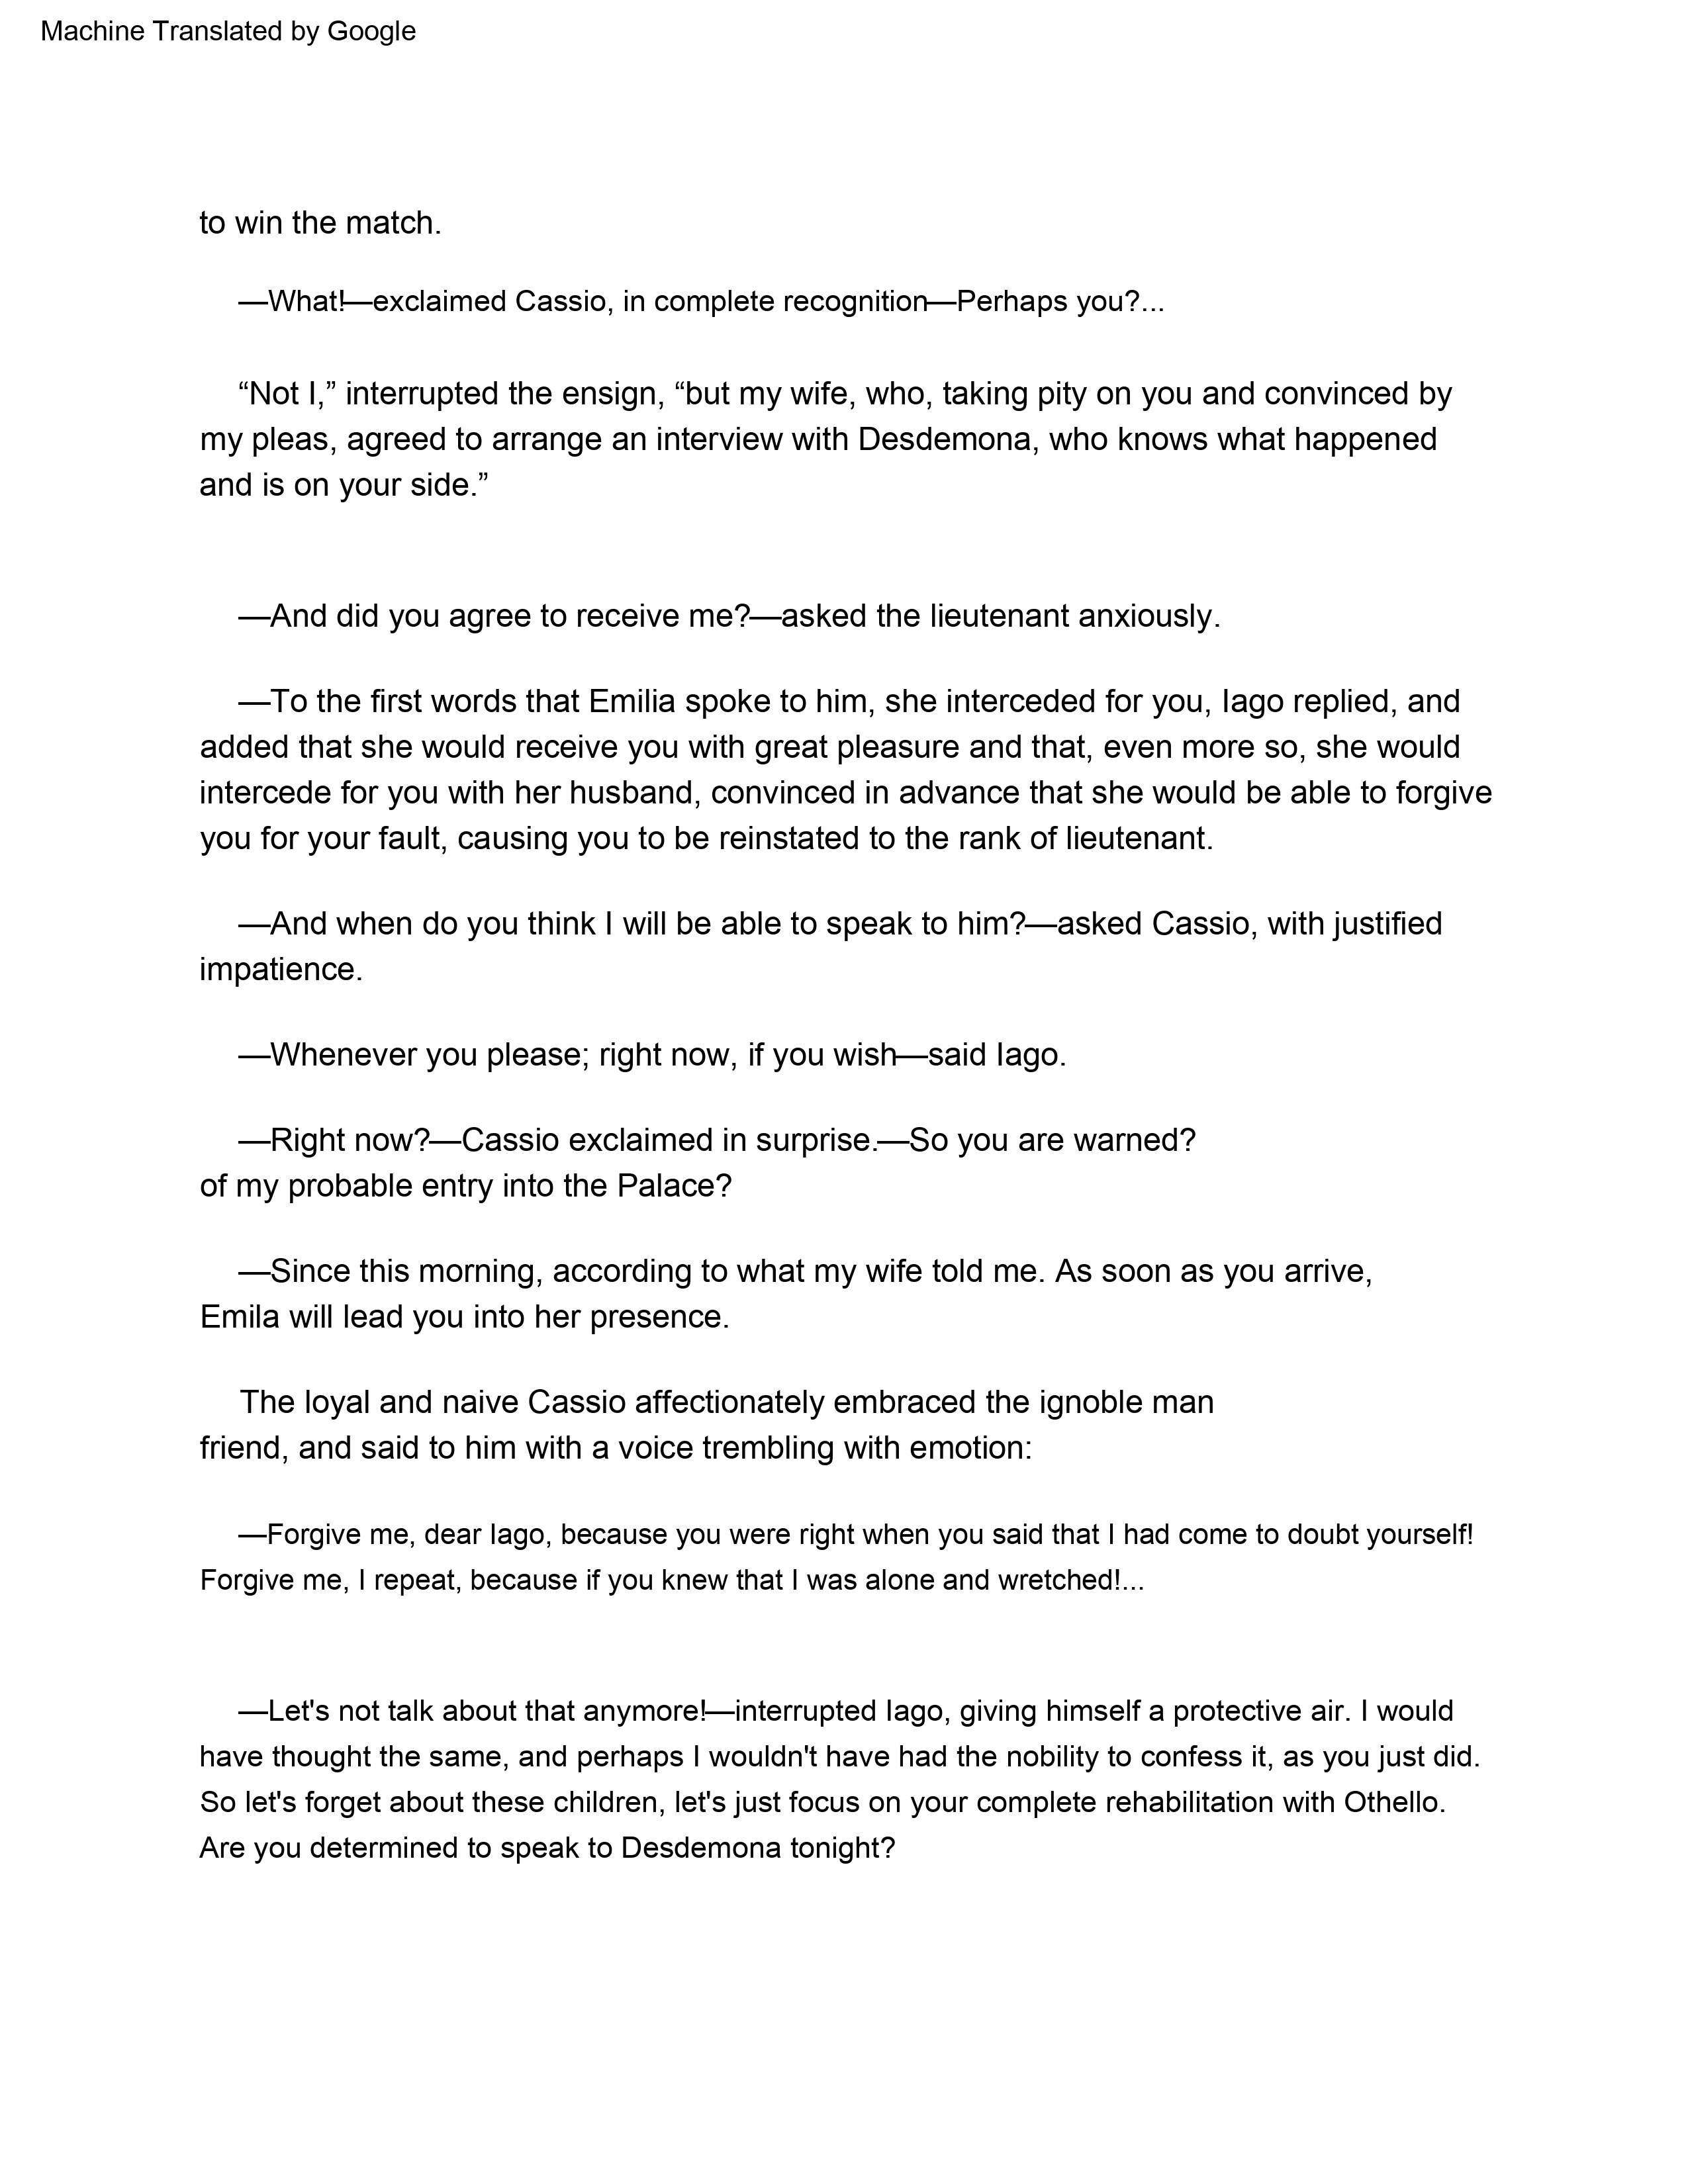 Machine Translated by Google
to win the match.
—What!—exclaimed Cassio, in complete recognition—Perhaps you?...
“Not I,” interrupted the ensign, “but my wife, who, taking pity on you and convinced by
my pleas, agreed to arrange an interview with Desdemona, who knows what happened
and is on your side.”
—And did you agree to receive me?—asked the lieutenant anxiously.
—To the first words that Emilia spoke to him, she interceded for you, Iago replied, and
added that she would receive you with great pleasure and that, even more so, she would
intercede for you with her husband, convinced in advance that she would be able to forgive
you for your fault, causing you to be reinstated to the rank of lieutenant.
—And when do you think I will be able to speak to him?—asked Cassio, with justified
impatience.
—Whenever you please; right now, if you wish—said Iago.
—Right now?—Cassio exclaimed in surprise.—So you are warned?
of my probable entry into the Palace?
—Since this morning, according to what my wife told me. As soon as you arrive,
Emila will lead you into her presence.
The loyal and naive Cassio affectionately embraced the ignoble man
friend, and said to him with a voice trembling with emotion:
—Forgive me, dear Iago, because you were right when you said that I had come to doubt yourself!
Forgive me, I repeat, because if you knew that I was alone and wretched!...
—Let's not talk about that anymore!—interrupted Iago, giving himself a protective air. I would
have thought the same, and perhaps I wouldn't have had the nobility to confess it, as you just did.
So let's forget about these children, let's just focus on your complete rehabilitation with Othello.
Are you determined to speak to Desdemona tonight?